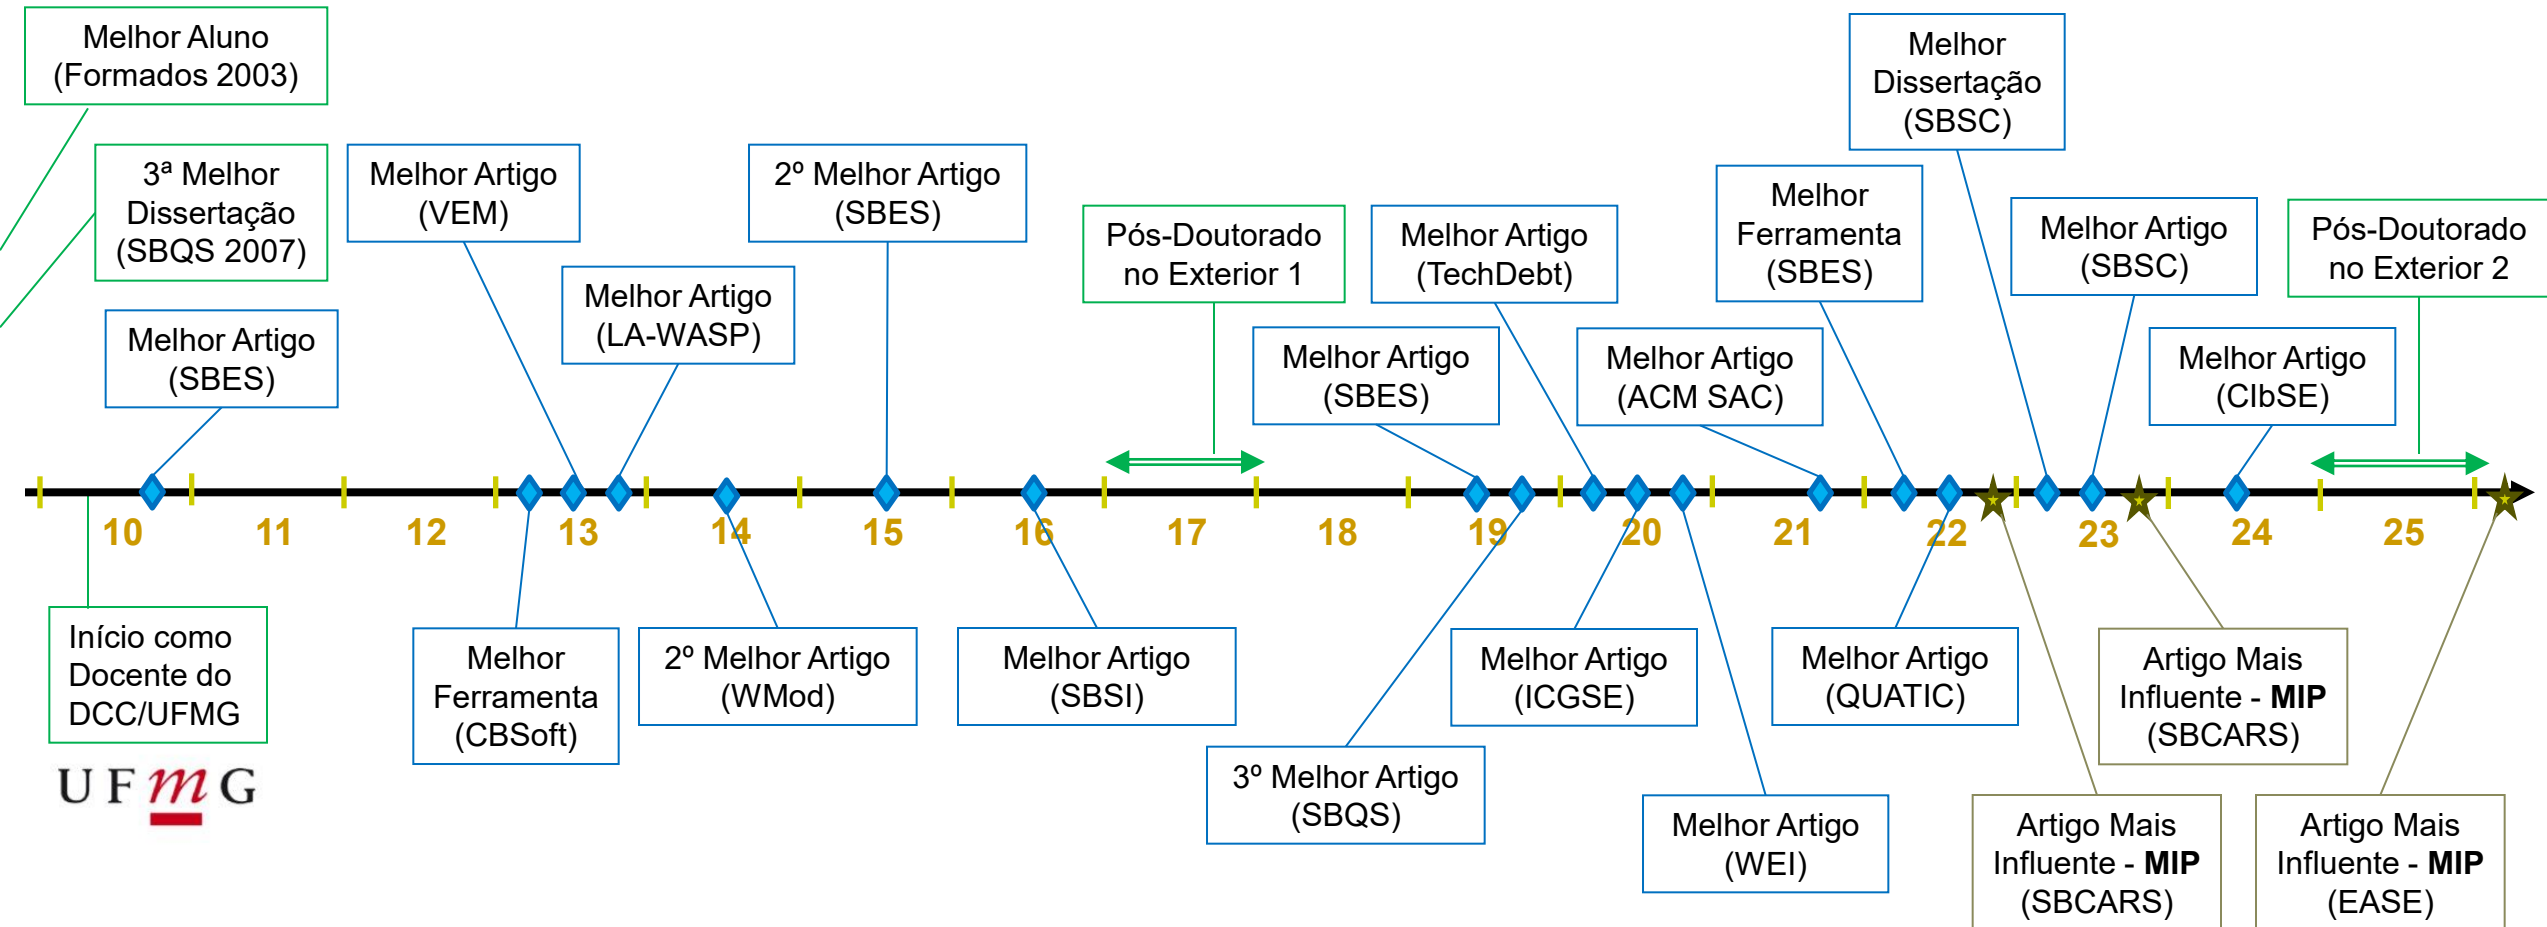 Melhor Aluno
(Formados 2003)
3ª Melhor
Dissertação
(SBQS 2007)
Melhor Artigo
(SBES)
Melhor Artigo
(VEM)
Melhor Artigo
(LA-WASP)
2º Melhor Artigo
(SBES)
Pós-Doutorado
no Exterior 1
Melhor Artigo
(SBES)
Melhor Artigo
(TechDebt)
Melhor Artigo
(ACM SAC)
Melhor
Ferramenta
(SBES)
Melhor
Dissertação
(SBSC)
Melhor Artigo
(SBSC)
Melhor Artigo
(CIbSE)
Pós-Doutorado
no Exterior 2
10 11 12 13 14 15 16 17 18 19 20 21 22 23 24 25
Início como
Docente do
DCC/UFMG
UFmG
Melhor
Ferramenta
(CBSoft)
2º Melhor Artigo
(WMod)
Melhor Artigo
(SBSI)
3º Melhor Artigo
(SBQS)
Melhor Artigo
(ICGSE)
Melhor Artigo
(WEI)
Melhor Artigo
(QUATIC)
Artigo Mais
Influente - MIP
(SBCARS)
Artigo Mais
Influente - MIP
(SBCARS)
Artigo Mais
Influente - MIP
(EASE)